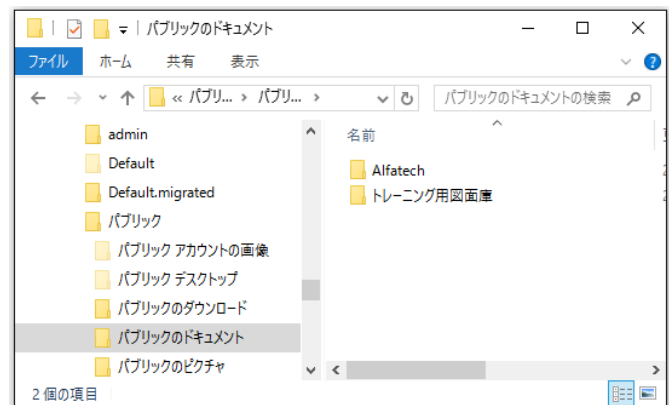 パブリックのドキュメント
ファイル ホーム 共有 表示
« パブリ... › パブリ... › パブリックのドキュメントの検索
admin
Default
Default.migrated
パブリック
パブリック アカウントの画像
パブリック デスクトップ
パブリックのダウンロード
パブリックのドキュメント
パブリックのピクチャ
名前
Alfatech
トレーニング用図面庫
2 個の項目